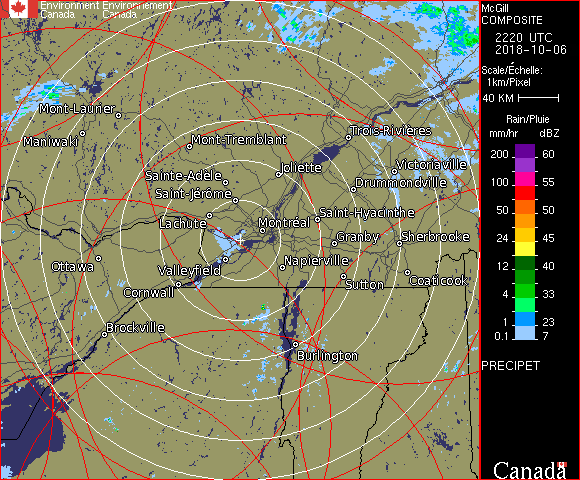 Environment Environnement
Canada Canada
McGill
COMPOSITE
2220 UTC
2018-10-06
Scale/Échelle:
1km/Pixel
40 KM
Rain/Pluie
mm/hr dBZ
200 60
65
100 55
50 50
24 45
12 40
8 33
4 28
1 23
0.1 7
PRECIPET
Canada
Mont-Laurier
Maniwaki
Mont-Tremblant
Trois-Rivières
Sainte-Adèle
Joliette
Victoriaville
Saint-Jérôme
Drummondville
Lachute
Montréal
Saint-Hyacinthe
Granby
Sherbrooke
Ottawa
Valleyfield
Napierville
Cornwall
Sutton
Coaticook
Brockville
Burlington